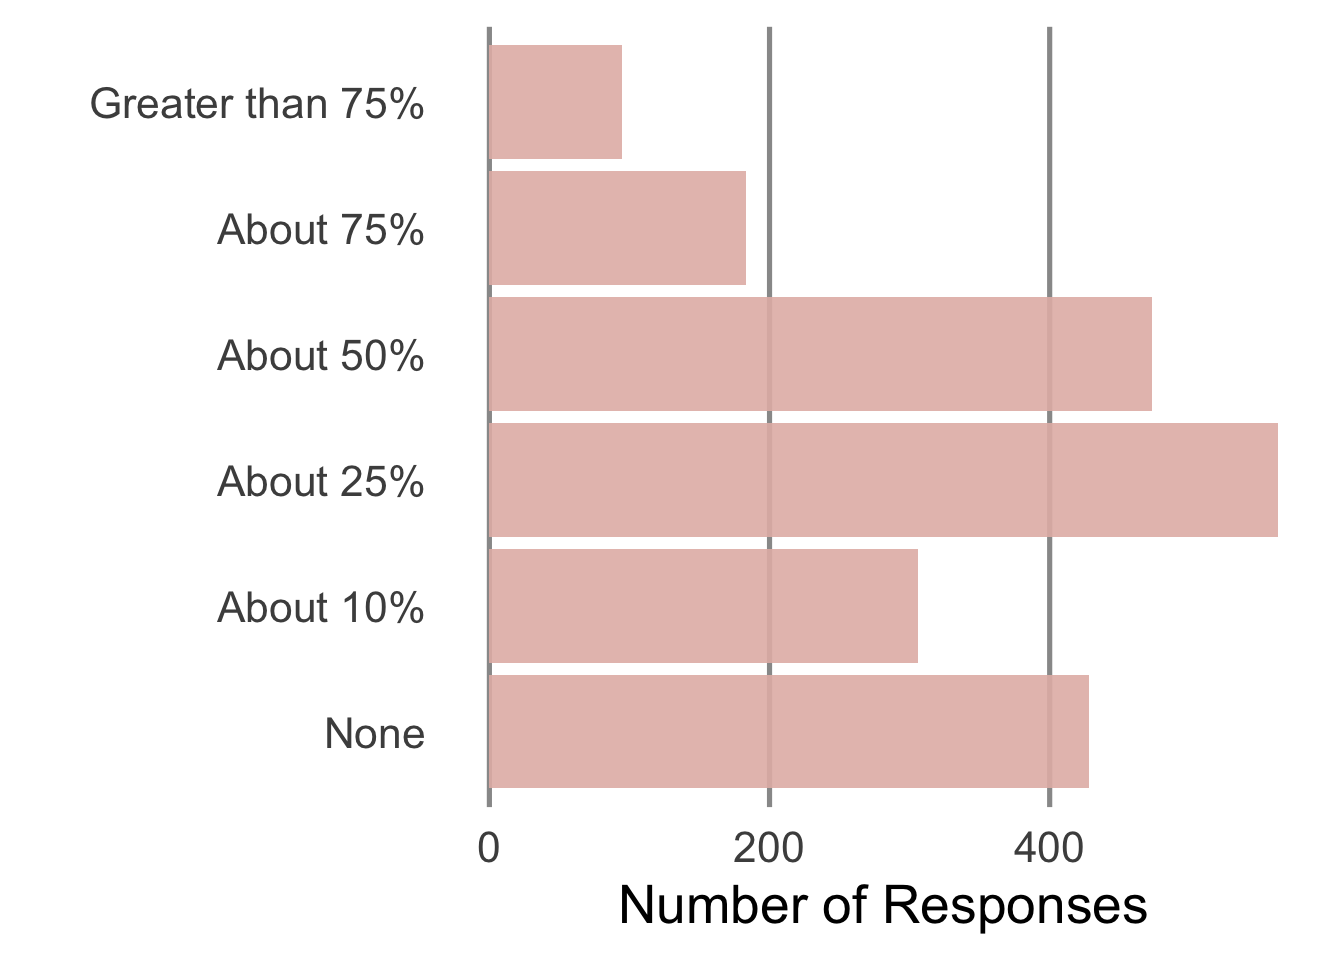 Greater than 75%
About 75%
About 50%
About 25%
About 10%
None
0 200 400
Number of Responses